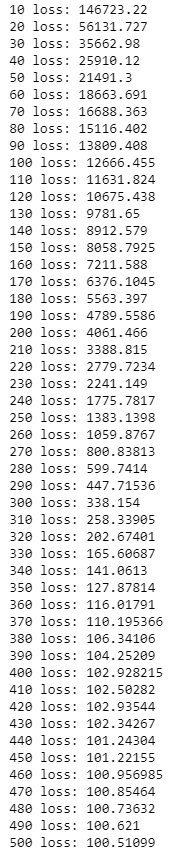 10 loss: 146723.22
20 loss: 56131.727
30 loss: 35662.98
40 loss: 25910.12
50 loss: 21491.3
60 loss: 18663.691
70 loss: 16688.363
80 loss: 15116.402
90 loss: 13809.408
100 loss: 12666.455
110 loss: 11631.824
120 loss: 10675.438
130 loss: 9781.65
140 loss: 8912.579
150 loss: 8058.7925
160 loss: 7211.588
170 loss: 6376.1045
180 loss: 5563.397
190 loss: 4789.5586
200 loss: 4061.466
210 loss: 3388.815
220 loss: 2779.7234
230 loss: 2241.149
240 loss: 1775.7817
250 loss: 1383.1398
260 loss: 1059.8767
270 loss: 800.83813
280 loss: 599.7414
290 loss: 447.71536
300 loss: 338.154
310 loss: 258.33905
320 loss: 202.67401
330 loss: 165.60687
340 loss: 141.0613
350 loss: 127.87814
360 loss: 116.01791
370 loss: 110.195366
380 loss: 106.34106
390 loss: 104.25209
400 loss: 102.928215
410 loss: 102.50282
420 loss: 102.93544
430 loss: 102.34267
440 loss: 101.24304
450 loss: 101.22155
460 loss: 100.956985
470 loss: 100.85464
480 loss: 100.73632
490 loss: 100.621
500 loss: 100.51099